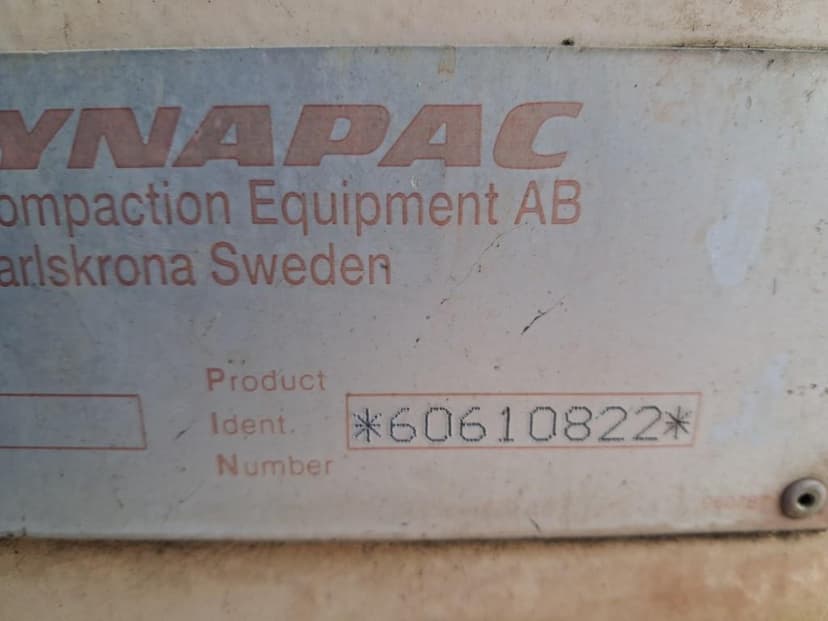 YNAPAC
ompaction Equipment AB
arlskrona Sweden
Product
Ident. *60610822*
Number